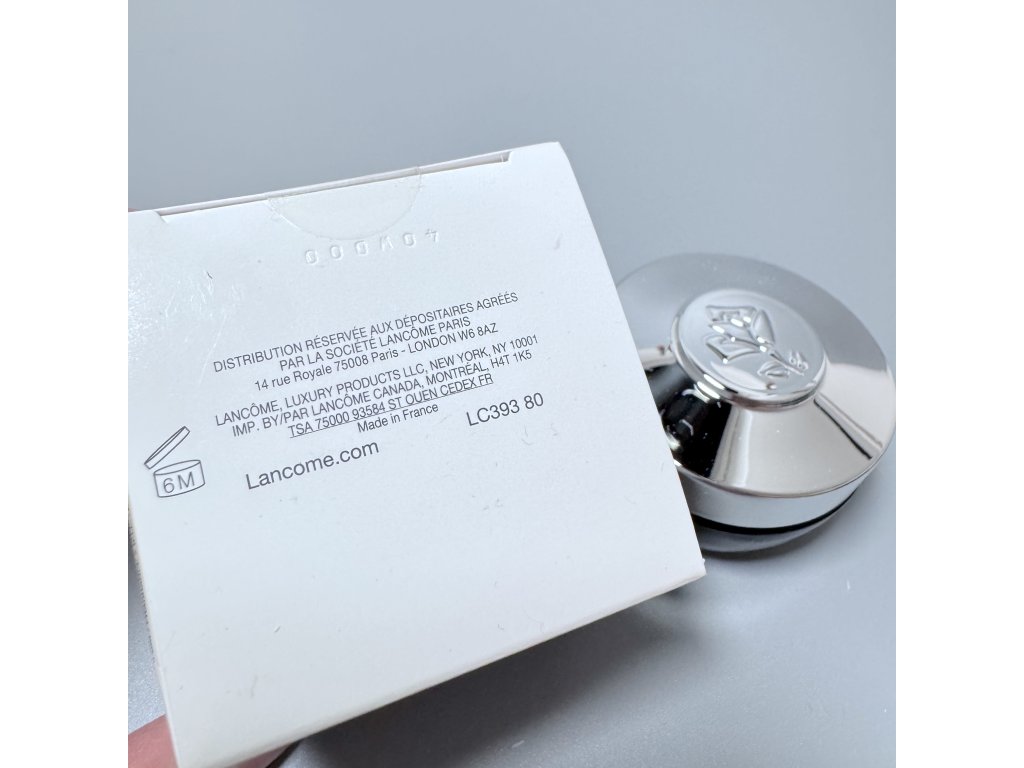 40V000
DISTRIBUTION RÉSERVÉE AUX DÉPOSITAIRES AGRÉÉS
PAR LA SOCIÉTÉ LANCÔME PARIS
14 rue Royale 75008 Paris - LONDON W6 8AZ
LANCÔME, LUXURY PRODUCTS LLC, NEW YORK, NY 10001
IMP. BY/PAR LANCÔME CANADA, MONTRÉAL, H4T 1K5
TSA 75000 93584 ST OUEN CEDEX FR
Made in France
LC393 80
6M
Lancome.com